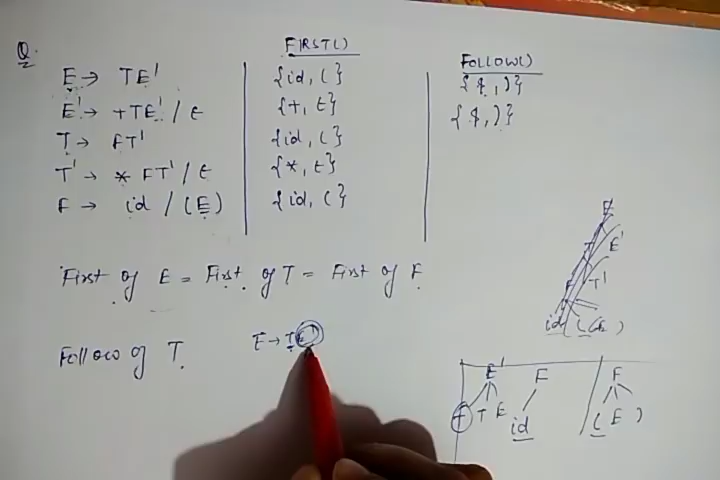 Q.
FIRST()
FOLLOW()
E → TE' {id, (} {$, )}
E' → +TE' / ϵ {+, ϵ} {$, )}
T → FT' {id, (}
T' → * FT' / ϵ {*, ϵ}
F → id / (E) {id, (}
First of E = First of T = First of F
Follow of T.
E → TE'
E
T E'
F T'
id ( E )
E' F F
+ T E id ( E )